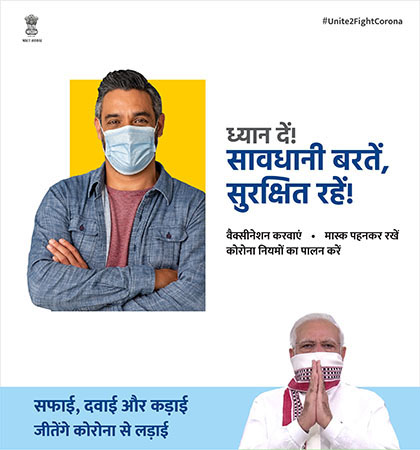 #Unite2FightCorona
ध्यान दें!
सावधानी बरतें,
सुरक्षित रहें!
वैक्सीनेशन करवाएं • मास्क पहनकर रखें
कोरोना नियमों का पालन करें
सफाई, दवाई और कड़ाई
जीतेंगे कोरोना से लड़ाई